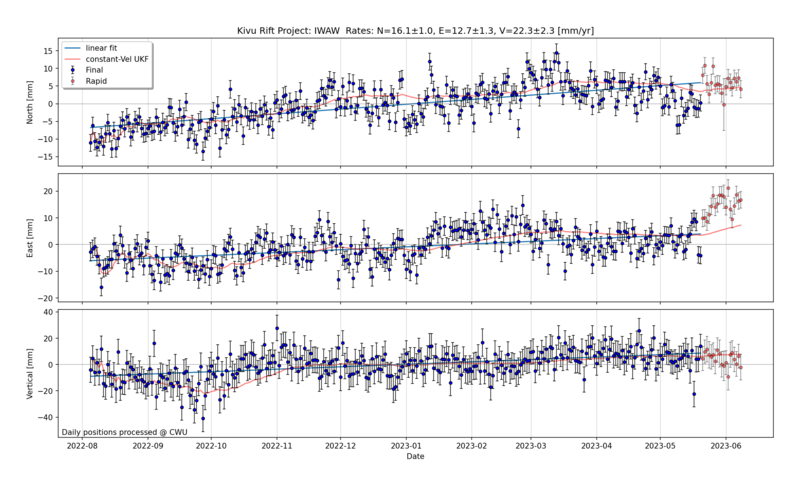 Kivu Rift Project: IWAW Rates: N=16.1±1.0, E=12.7±1.3, V=22.3±2.3 [mm/yr]
linear fit
constant-Vel UKF
Final
Rapid
North [mm]
15
10
5
0
−5
−10
−15
East [mm]
20
10
0
−10
−20
Vertical [mm]
40
20
0
−20
−40
Daily positions processed @ CWU
2022-08 2022-09 2022-10 2022-11 2022-12 2023-01 2023-02 2023-03 2023-04 2023-05 2023-06
Date